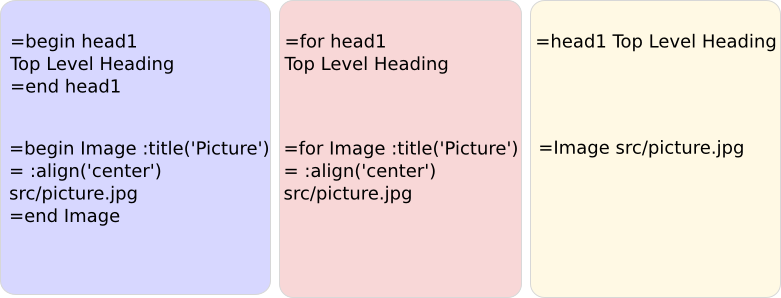 =begin head1
Top Level Heading
=end head1
=begin Image :title('Picture')
= :align('center')
src/picture.jpg
=end Image
=for head1
Top Level Heading
=for Image :title('Picture')
= :align('center')
src/picture.jpg
=head1 Top Level Heading
=Image src/picture.jpg